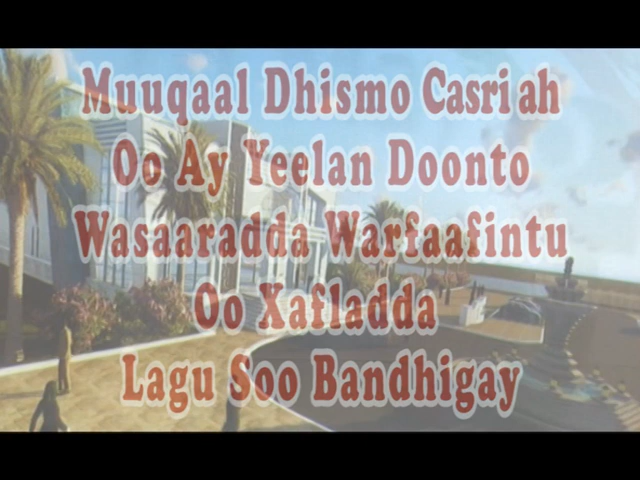 Muuqaal Dhismo Casri ah
Oo Ay Yeelan Doonto
Wasaaradda Warfaafintu
Oo Xafladda
Lagu Soo Bandhigay